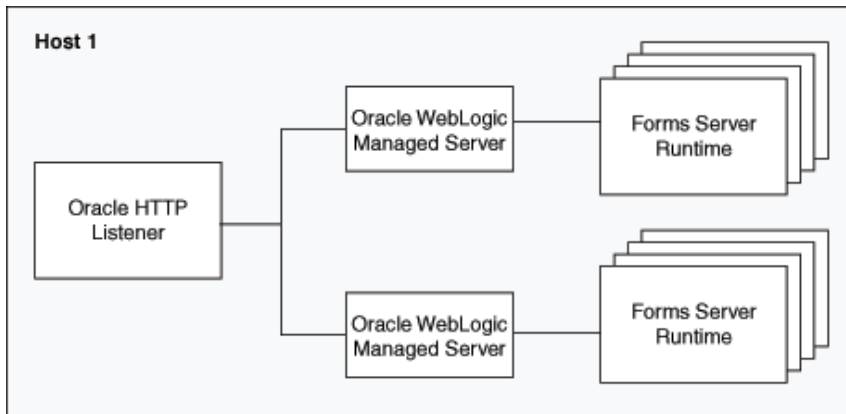 Host 1
Oracle HTTP
Listener
Oracle WebLogic
Managed Server
Forms Server
Runtime
Oracle WebLogic
Managed Server
Forms Server
Runtime